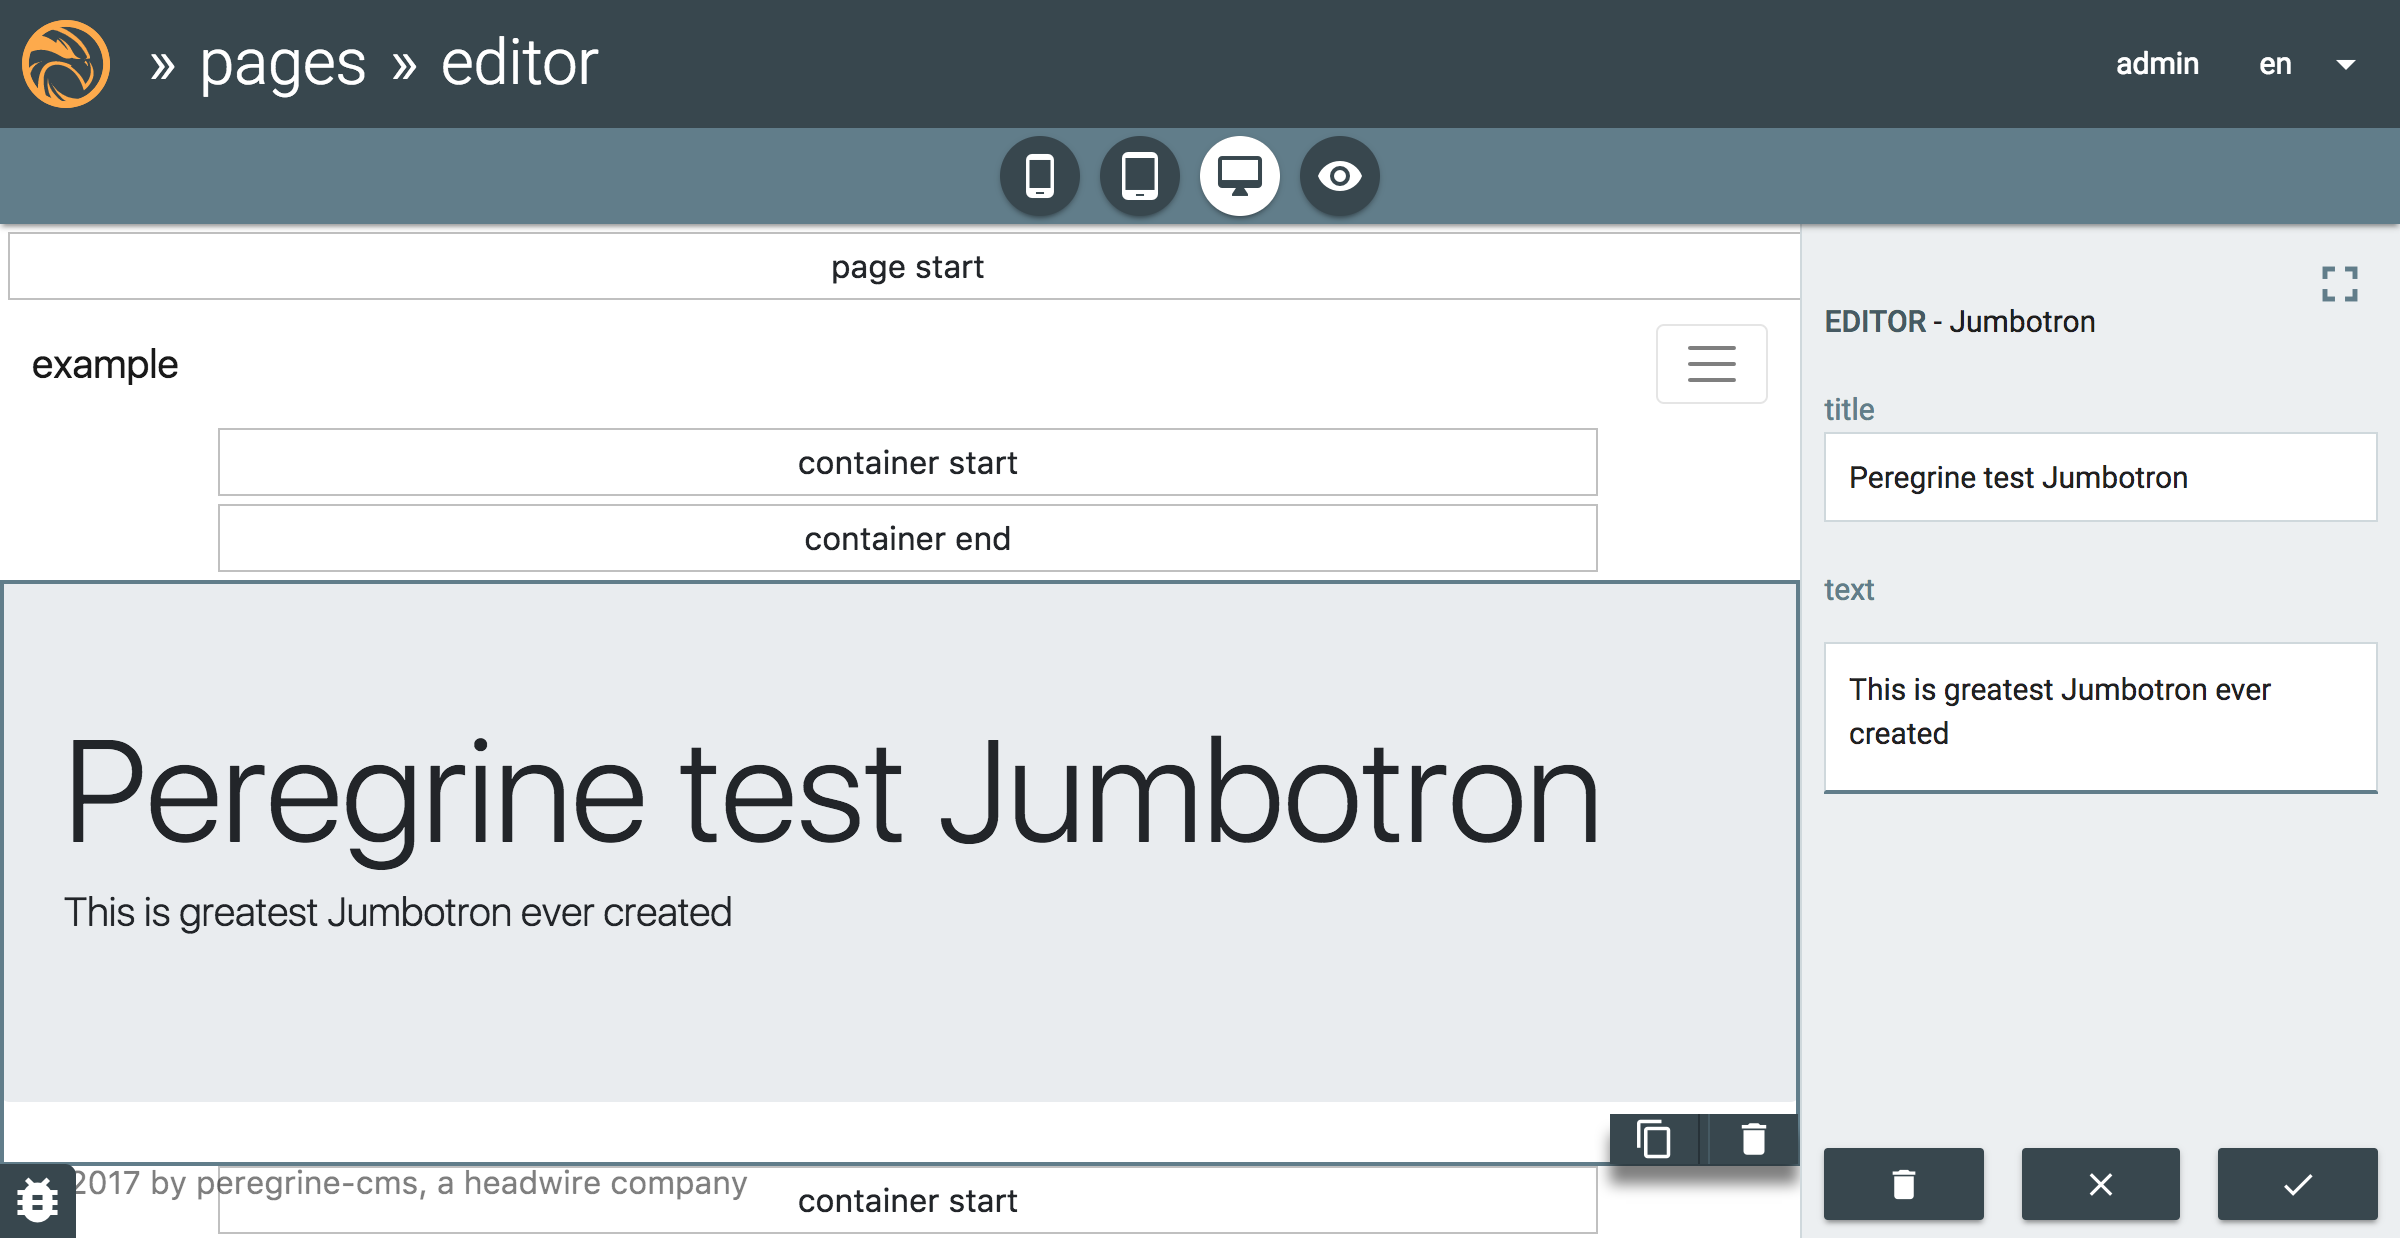 » pages » editor
admin en
page start
example
container start
container end
Peregrine test Jumbotron
This is greatest Jumbotron ever created
2017 by peregrine-cms, a headwire company
container start
EDITOR - Jumbotron
title
Peregrine test Jumbotron
text
This is greatest Jumbotron ever
created